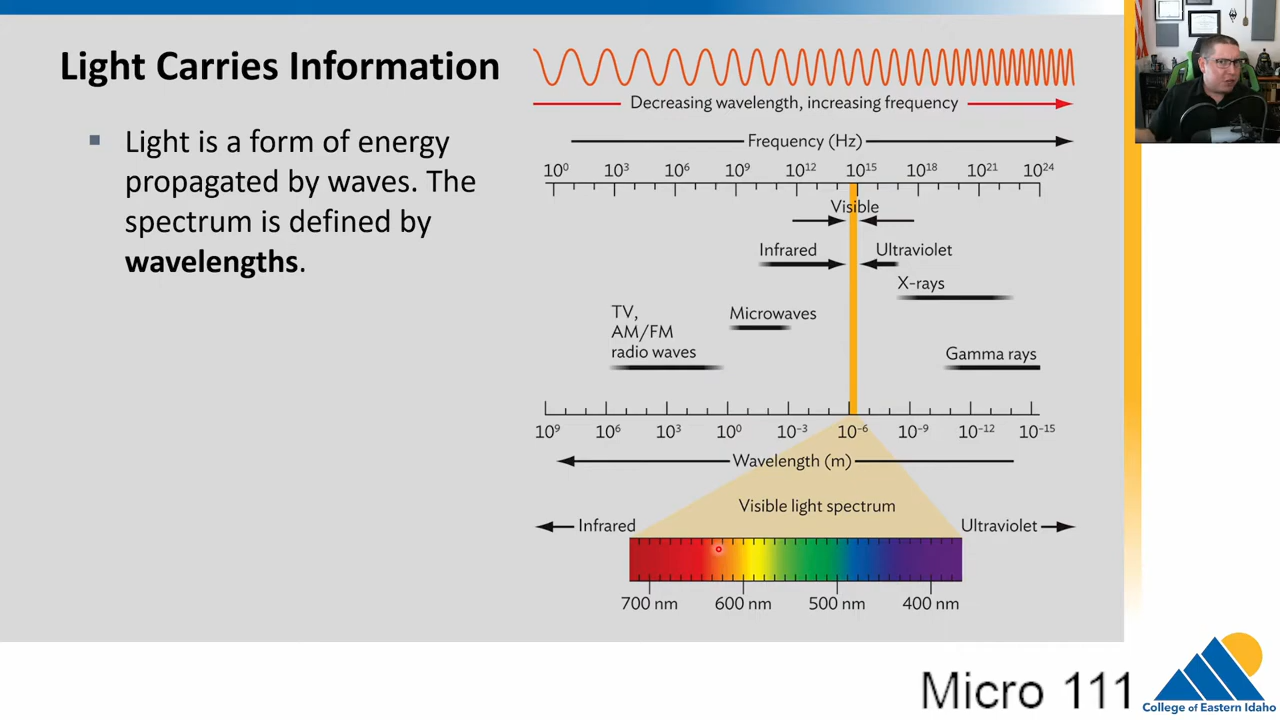 Light Carries Information
Light is a form of energy
propagated by waves. The
spectrum is defined by
wavelengths.
Decreasing wavelength, increasing frequency
Frequency (Hz)
10⁰ 10³ 10⁶ 10⁹ 10¹² 10¹⁵ 10¹⁸ 10²¹ 10²⁴
Visible
Infrared Ultraviolet
X-rays
TV,
AM/FM
radio waves
Microwaves
Gamma rays
10⁹ 10⁶ 10³ 10⁰ 10⁻³ 10⁻⁶ 10⁻⁹ 10⁻¹² 10⁻¹⁵
Wavelength (m)
Visible light spectrum
Infrared Ultraviolet
700 nm 600 nm 500 nm 400 nm
Micro 111
College of Eastern Idaho